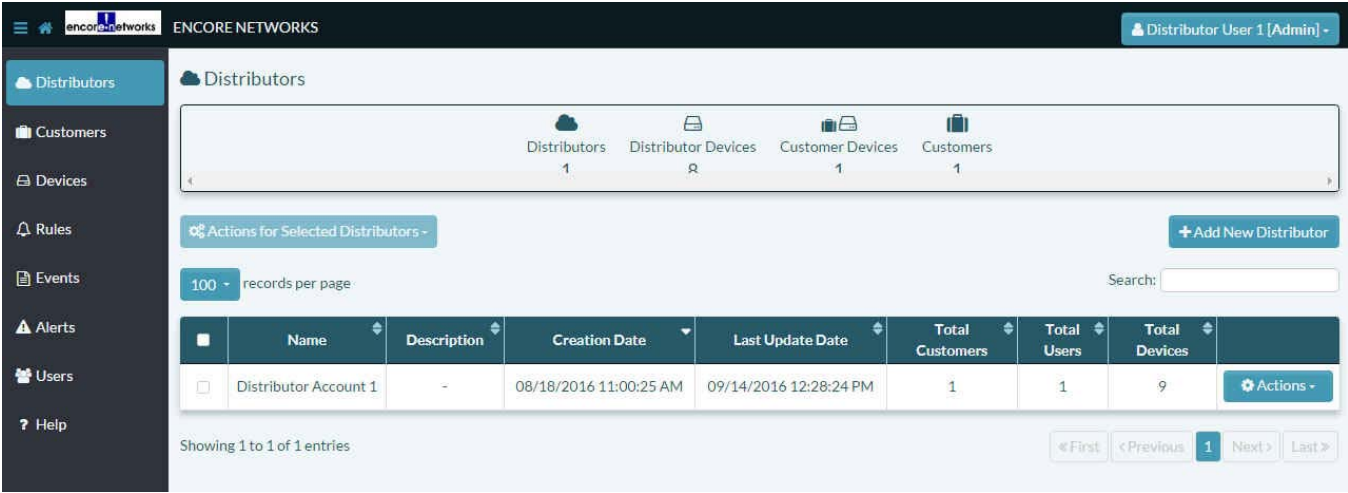 encore!networks ENCORE NETWORKS Distributor User 1 [Admin]
Distributors
Customers
Devices
Rules
Events
Alerts
Users
? Help
Distributors
Distributors Distributor Devices Customer Devices Customers
1 8 1 1
Actions for Selected Distributors
+Add New Distributor
100 records per page
Search:
Name Description Creation Date Last Update Date Total Customers Total Users Total Devices
Distributor Account 1 - 08/18/2016 11:00:25 AM 09/14/2016 12:28:24 PM 1 1 9 Actions
Showing 1 to 1 of 1 entries
«First ‹Previous 1 Next› Last»